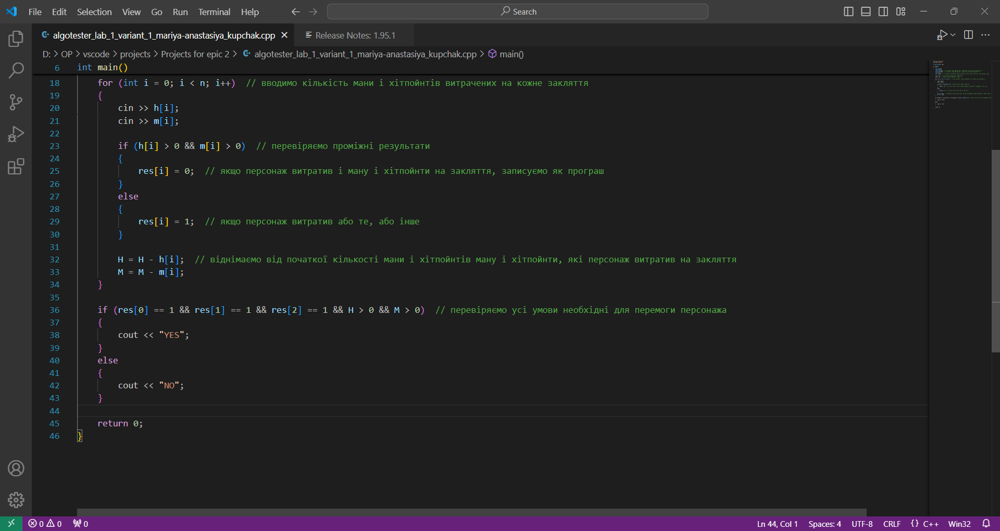 File Edit Selection View Go Run Terminal Help Search
algotester_lab_1_variant_1_mariya-anastasiya_kupchak.cpp Release Notes: 1.95.1
D: > OP > vscode > projects > Projects for epic 2 > algotester_lab_1_variant_1_mariya-anastasiya_kupchak.cpp > main()
6 int main()
18 for (int i = 0; i < n; i++) // вводимо кількість мани і хітпойнтів витрачених на кожне закляття
19 {
20 cin >> h[i];
21 cin >> m[i];
22
23 if (h[i] > 0 && m[i] > 0) // перевіряємо проміжні результати
24 {
25 res[i] = 0; // якщо персонаж витратив і ману і хітпойнти на закляття, записуємо як програш
26 }
27 else
28 {
29 res[i] = 1; // якщо персонаж витратив або те, або інше
30 }
31
32 H = H - h[i]; // віднімаємо від початкої кількості мани і хітпойнтів ману і хітпойнти, які персонаж витратив на закляття
33 M = M - m[i];
34 }
35
36 if (res[0] == 1 && res[1] == 1 && res[2] == 1 && H > 0 && M > 0) // перевіряємо усі умови необхідні для перемоги персонажа
37 {
38 cout << "YES";
39 }
40 else
41 {
42 cout << "NO";
43 }
44
45 return 0;
46 }
0 0 0 Ln 44, Col 1 Spaces: 4 UTF-8 CRLF {} C++ Win32